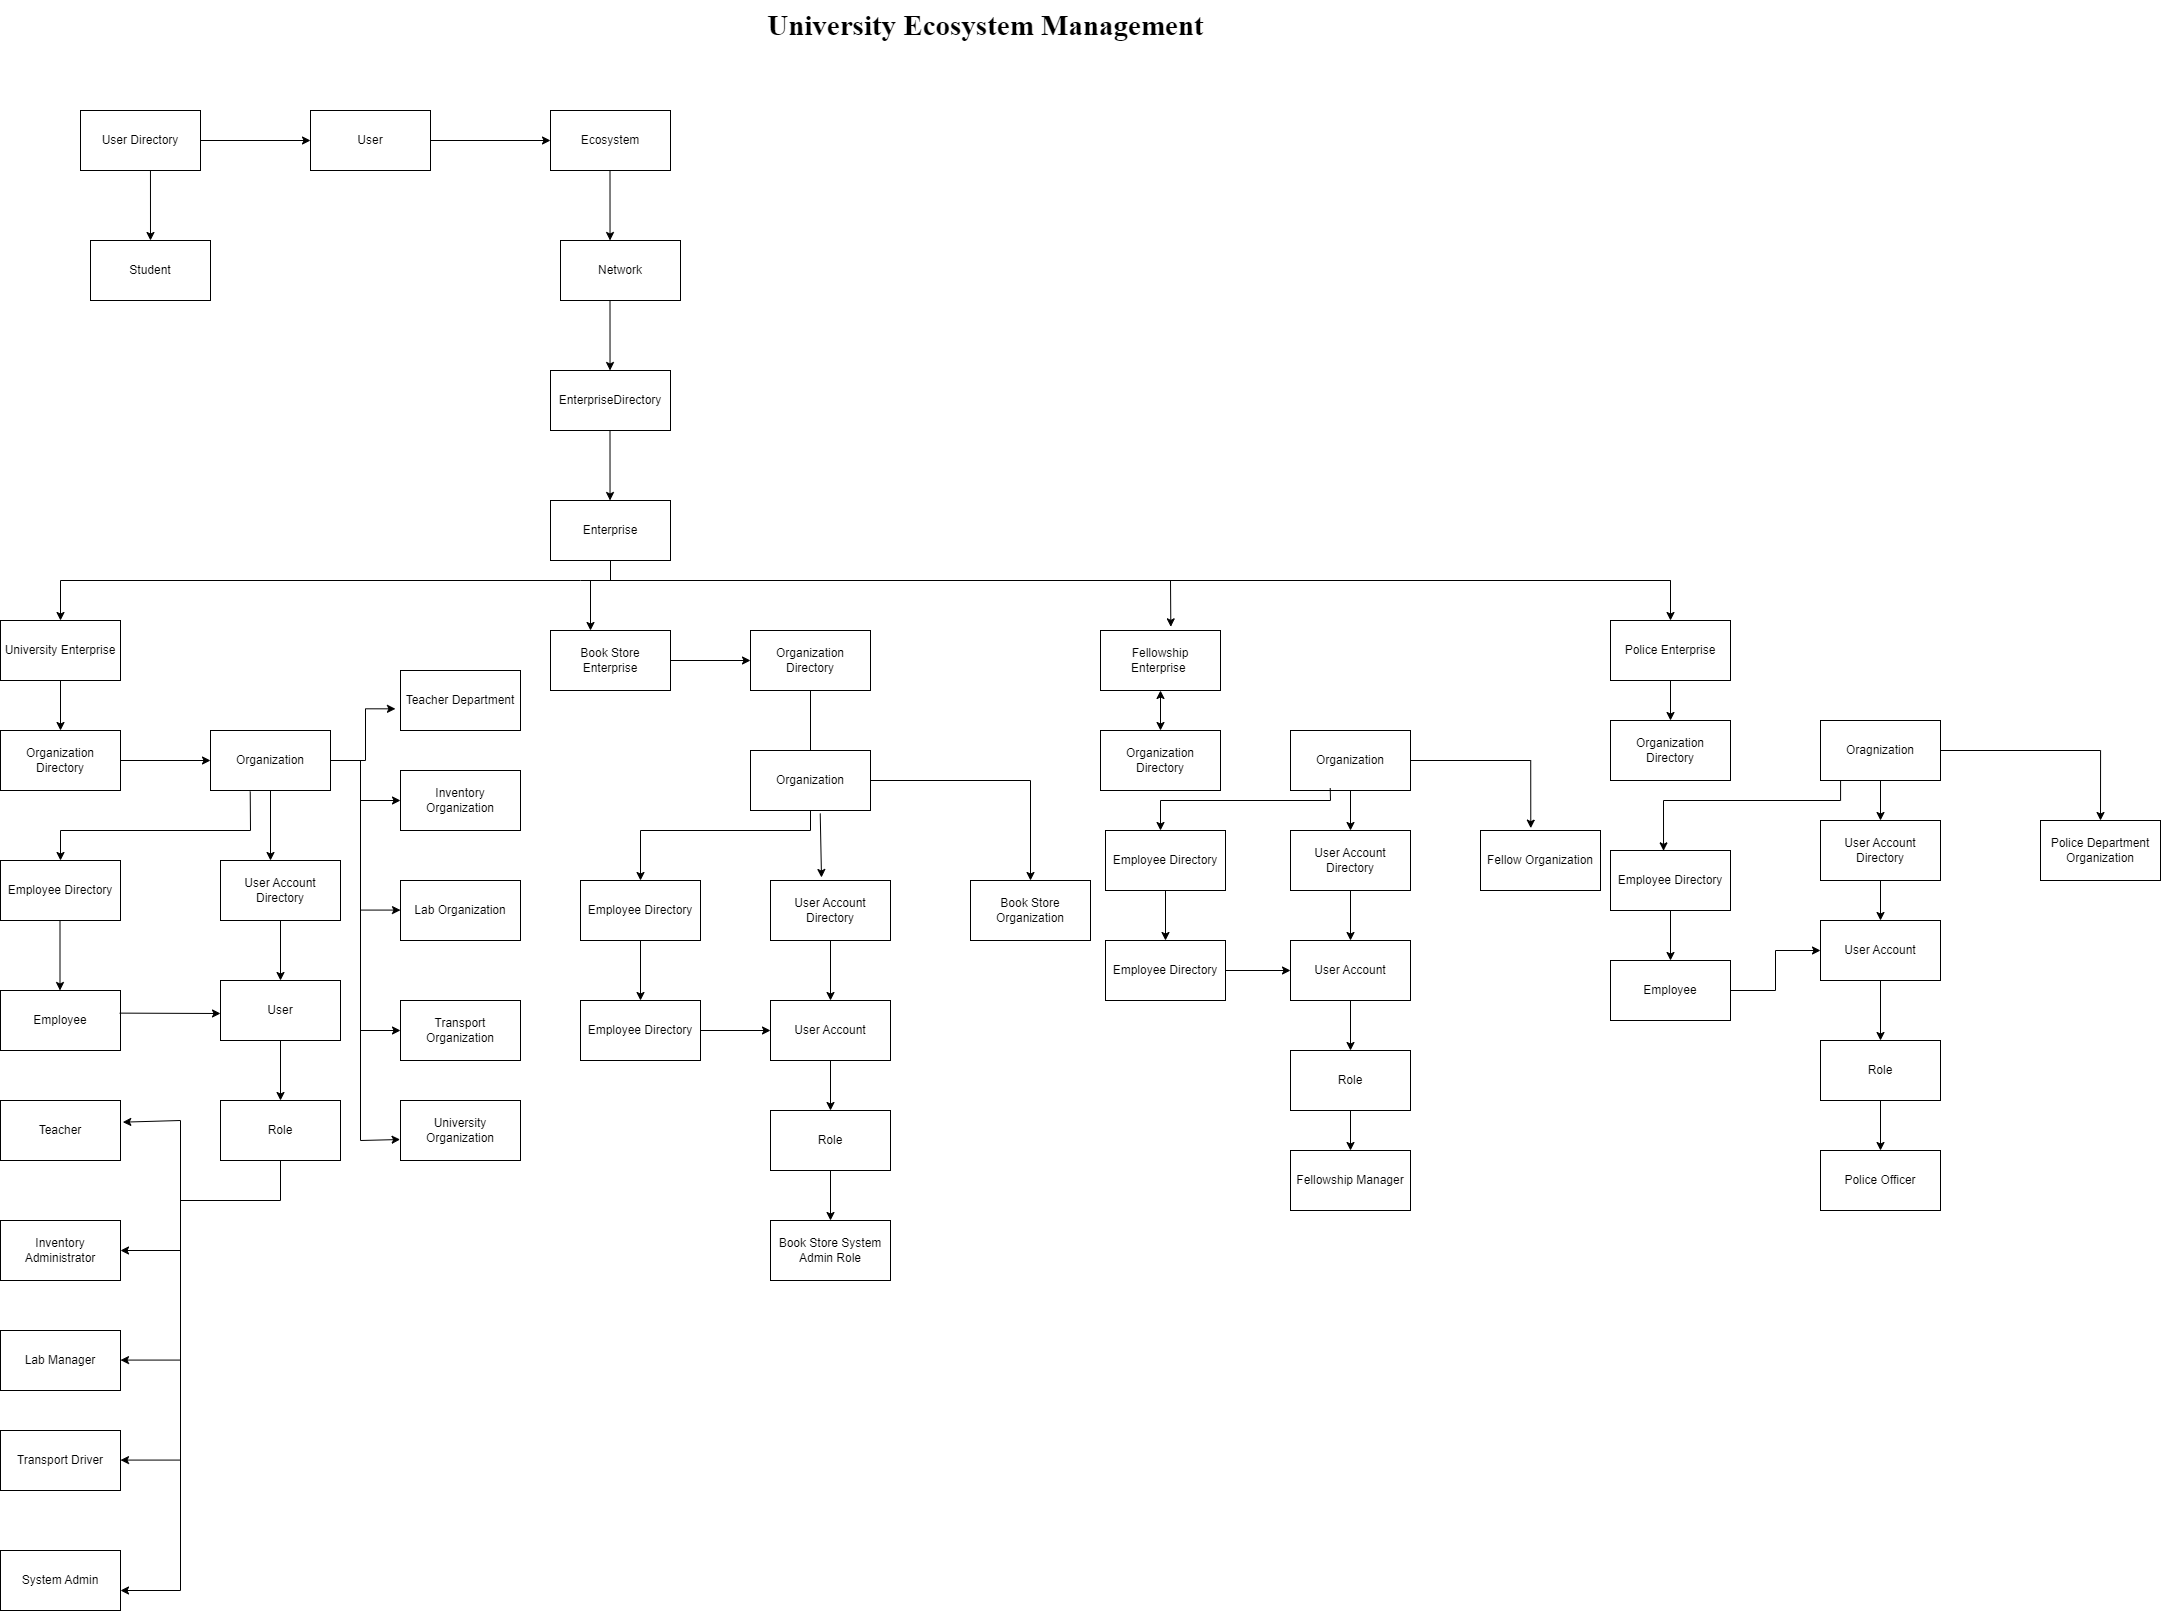 University Ecosystem Management
User Directory
User
Ecosystem
Student
Network
EnterpriseDirectory
Enterprise
University Enterprise
Book Store
Enterprise
Organization
Directory
Fellowship
Enterprise
Police Enterprise
Teacher Department
Organization
Directory
Organization
Inventory
Organization
Organization
Organization
Directory
Organization
Organization
Directory
Oragnization
Employee Directory
User Account
Directory
Lab Organization
Employee Directory
User Account
Directory
Book Store
Organization
Employee Directory
User Account
Directory
Fellow Organization
Employee Directory
User Account
Directory
Police Department
Organization
Employee
User
Transport
Organization
Employee Directory
User Account
Employee Directory
User Account
Employee
User Account
Teacher
Role
University
Organization
Role
Role
Role
Inventory
Administrator
Book Store System
Admin Role
Fellowship Manager
Police Officer
Lab Manager
Transport Driver
System Admin